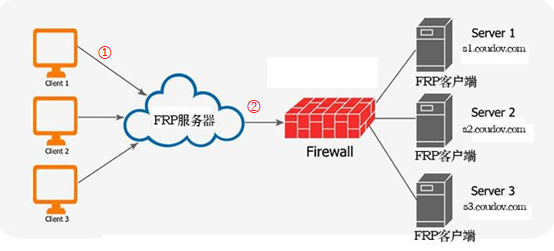 ①
Client 1
Client 2
Client 3
FRP服务器
②
Firewall
Server 1
s1.coudov.com
FRP客户端
Server 2
s2.coudov.com
FRP客户端
Server 3
s3.coudov.com
FRP客户端